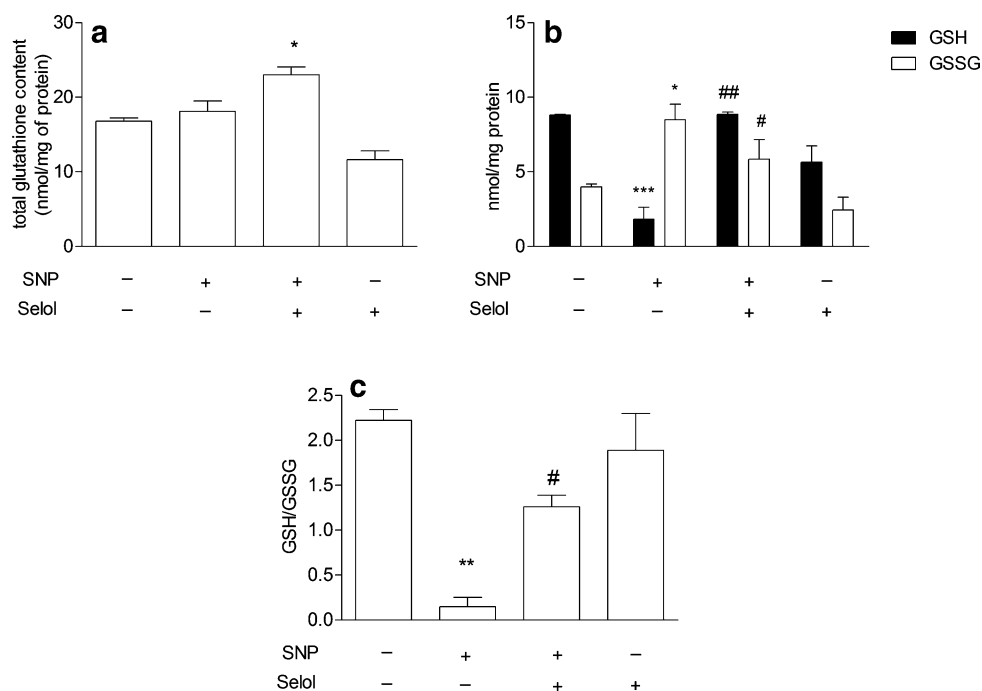 a
total glutathione content
(nmol/mg of protein)
30
20
10
0
*
SNP − + + −
Selol − − + +
b
nmol/mg protein
15
10
5
0
*** * ## #
GSH
GSSG
SNP − + + −
Selol − − + +
c
GSH/GSSG
2.5
2.0
1.5
1.0
0.5
0.0
** #
SNP − + + −
Selol − − + +